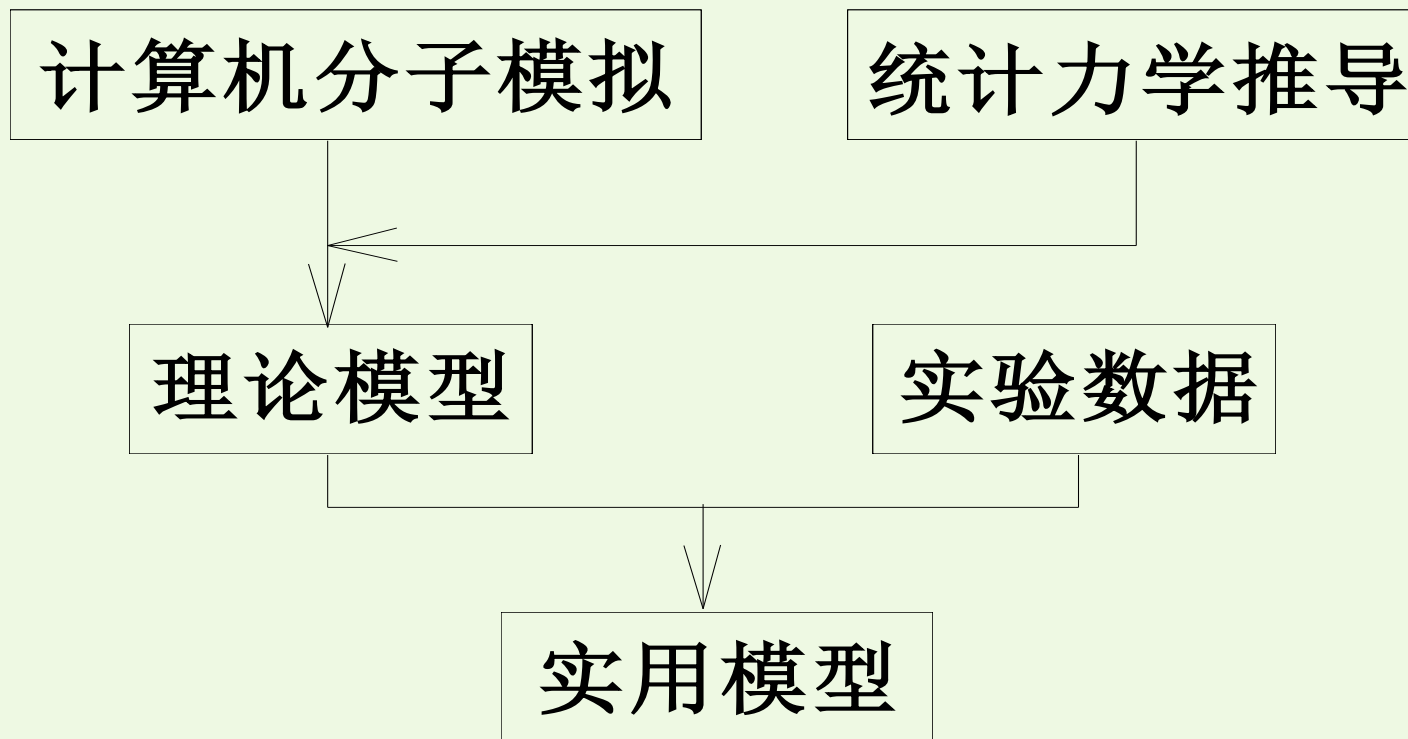 计算机分子模拟
统计力学推导
理论模型
实验数据
实用模型